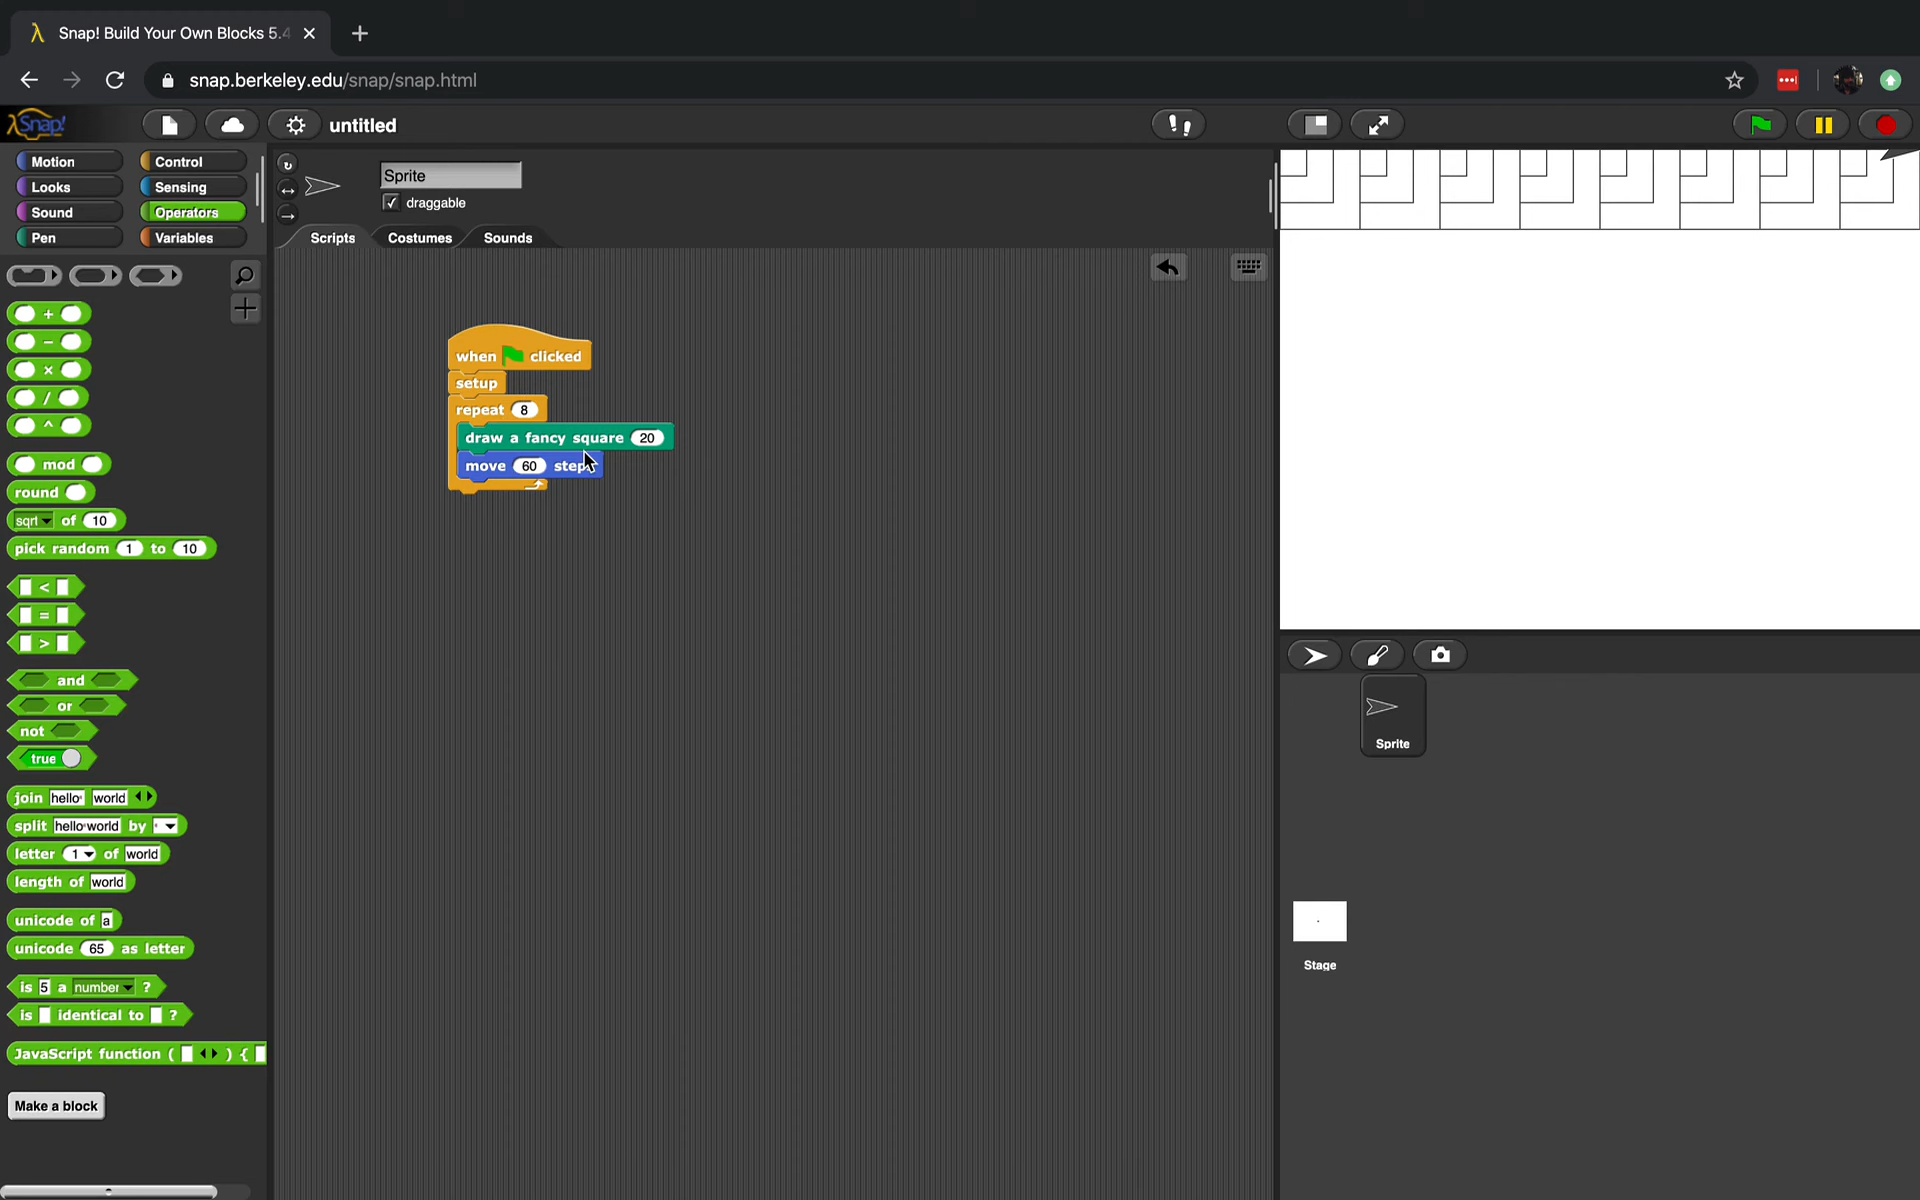 Snap! Build Your Own Blocks 5.4
snap.berkeley.edu/snap/snap.html
Snap!
untitled
Motion
Control
Looks
Sensing
Sound
Operators
Pen
Variables
Sprite
draggable
Scripts
Costumes
Sounds
+
−
×
/
^
mod
round
sqrt of 10
pick random 1 to 10
<
=
>
and
or
not
true
join hello world
split hello world by
letter 1 of world
length of world
unicode of a
unicode 65 as letter
is 5 a number ?
is identical to ?
JavaScript function ( ) {
Make a block
when clicked
setup
repeat 8
draw a fancy square 20
move 60 step
Sprite
Stage